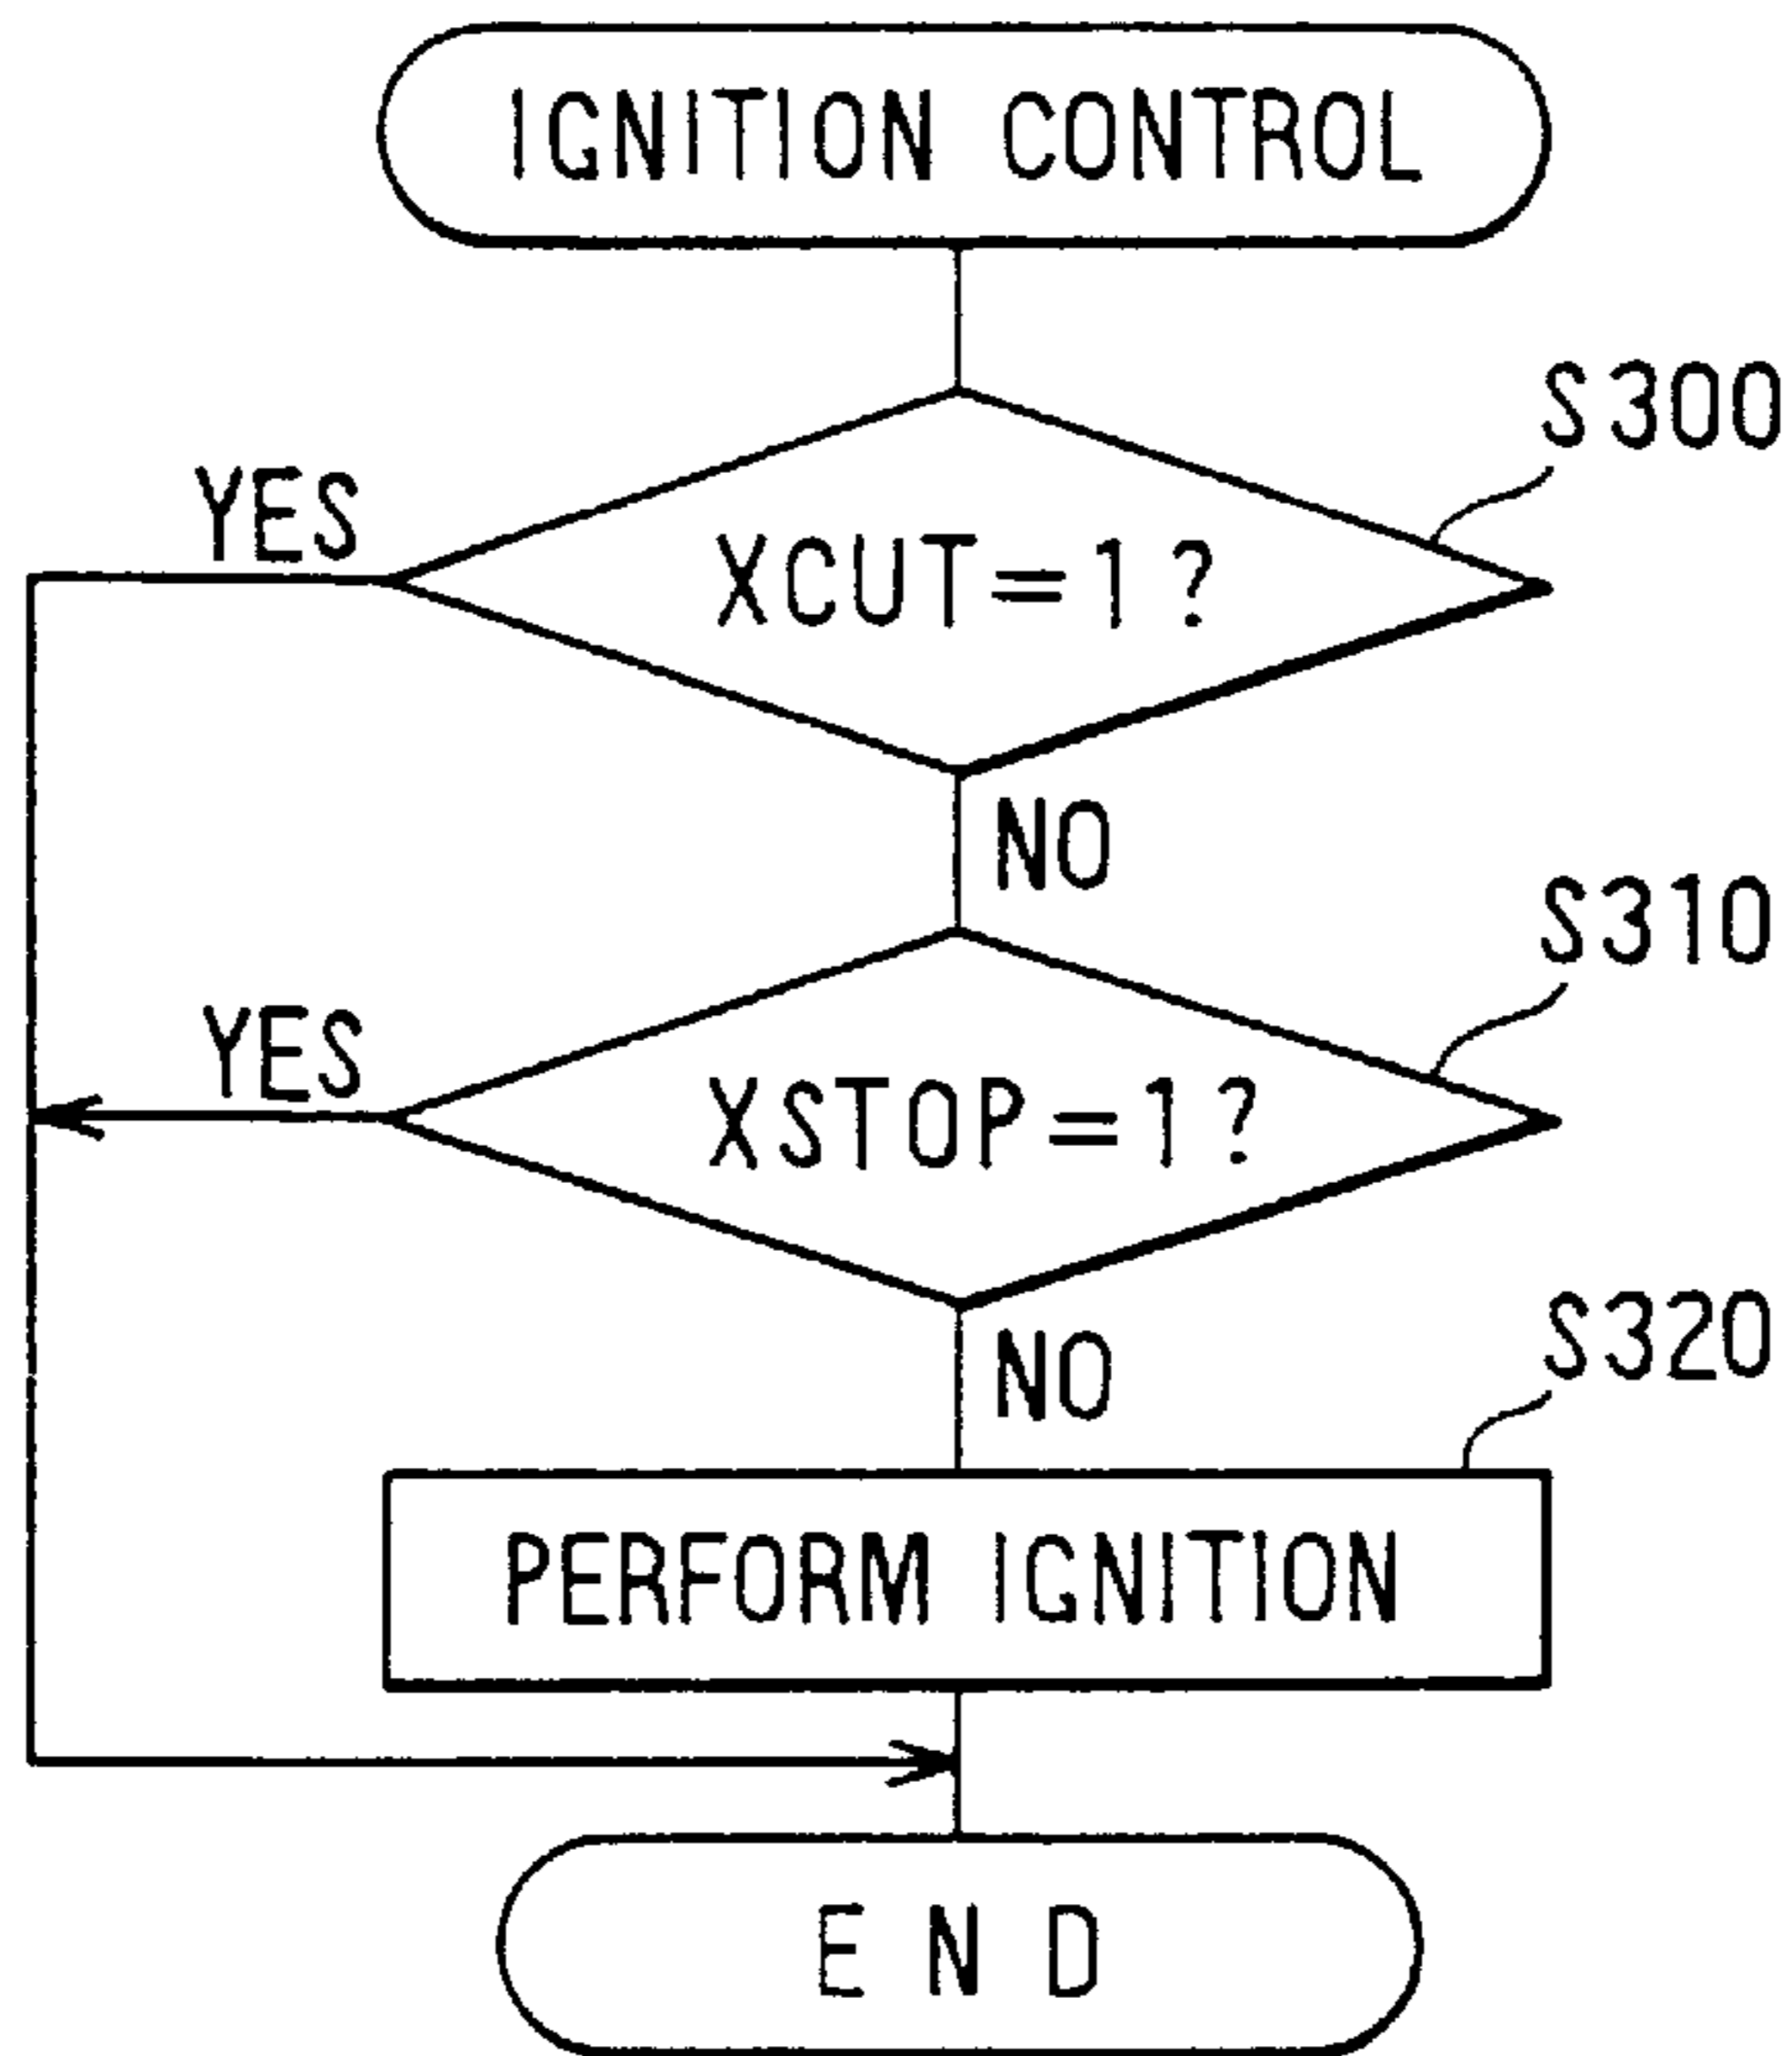 IGNITION CONTROL
S300
YES
XCUT=1?
NO
S310
YES
XSTOP=1?
NO
S320
PERFORM IGNITION
END